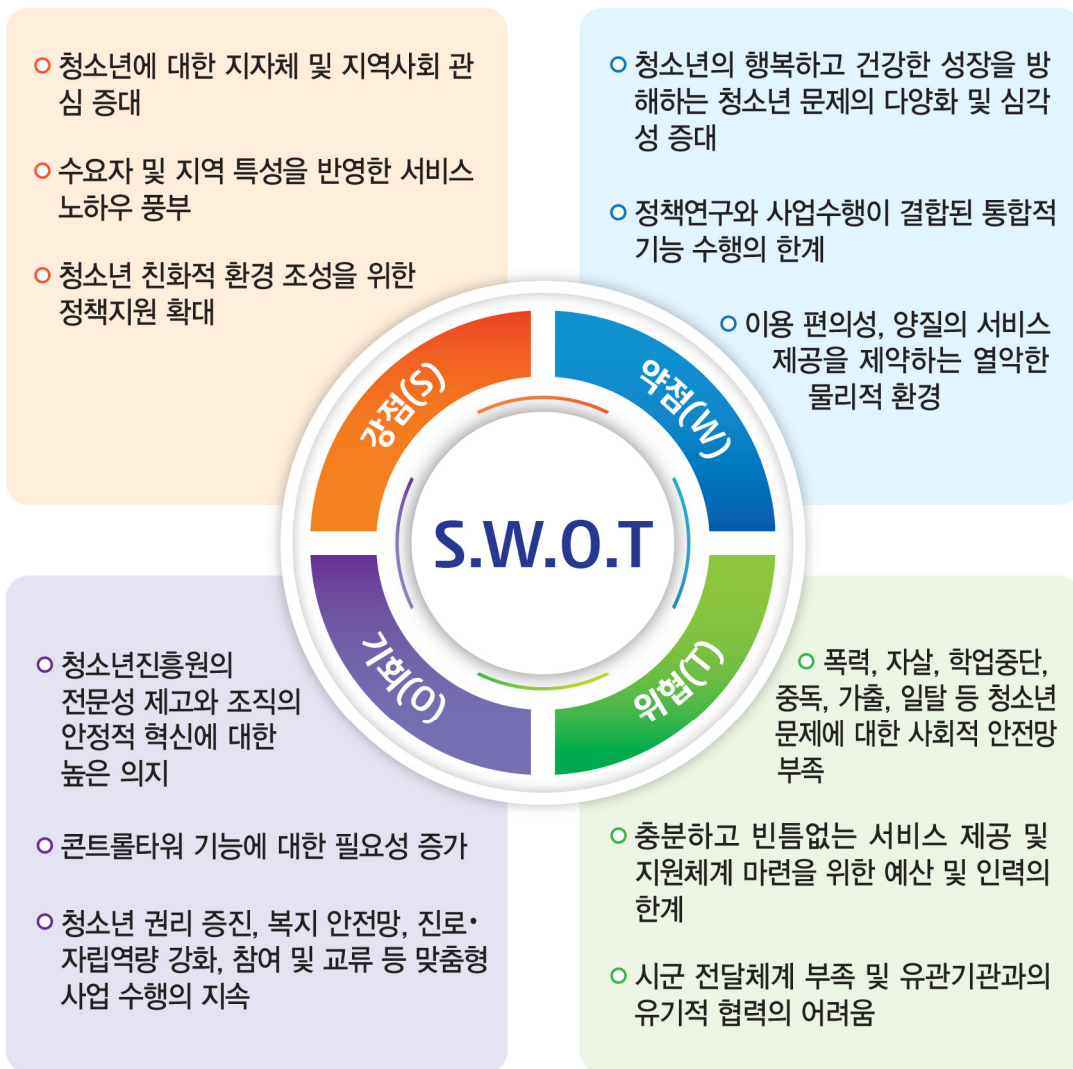 ○ 청소년에 대한 지자체 및 지역사회 관
심 증대
○ 수요자 및 지역 특성을 반영한 서비스
노하우 풍부
○ 청소년 친화적 환경 조성을 위한
정책지원 확대
강점(S)
○ 청소년의 행복하고 건강한 성장을 방
해하는 청소년 문제의 다양화 및 심각
성 증대
○ 정책연구와 사업수행이 결합된 통합적
기능 수행의 한계
○ 이용 편의성, 양질의 서비스
제공을 제약하는 열악한
물리적 환경
약점(W)
S.W.O.T
기회(O)
○ 청소년진흥원의
전문성 제고와 조직의
안정적 혁신에 대한
높은 의지
○ 콘트롤타워 기능에 대한 필요성 증가
○ 청소년 권리 증진, 복지 안전망, 진로·
자립역량 강화, 참여 및 교류 등 맞춤형
사업 수행의 지속
위협(T)
○ 폭력, 자살, 학업중단,
중독, 가출, 일탈 등 청소년
문제에 대한 사회적 안전망
부족
○ 충분하고 빈틈없는 서비스 제공 및
지원체계 마련을 위한 예산 및 인력의
한계
○ 시군 전달체계 부족 및 유관기관과의
유기적 협력의 어려움